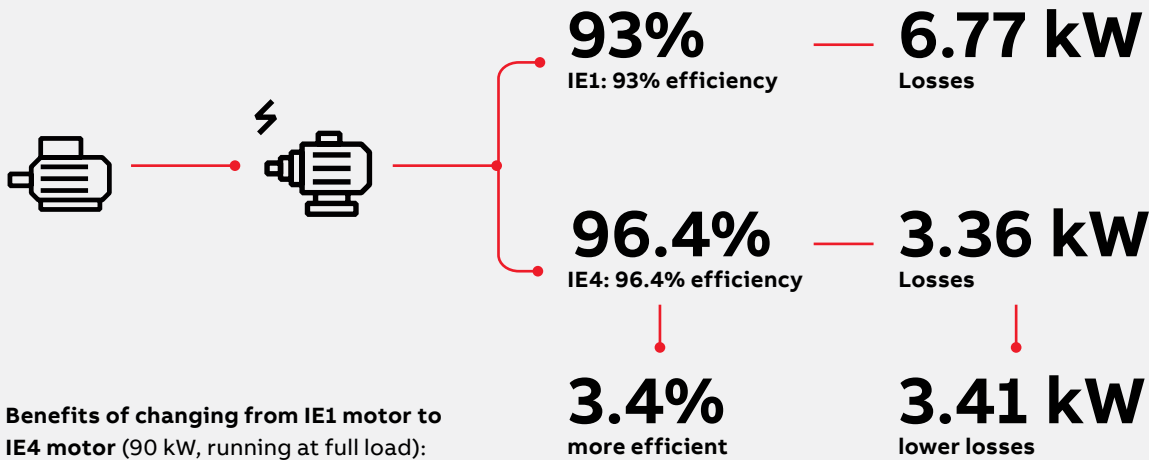 93%
IE1: 93% efficiency
6.77 kW
Losses
96.4%
IE4: 96.4% efficiency
3.36 kW
Losses
3.4%
more efficient
3.41 kW
lower losses
Benefits of changing from IE1 motor to
IE4 motor (90 kW, running at full load):